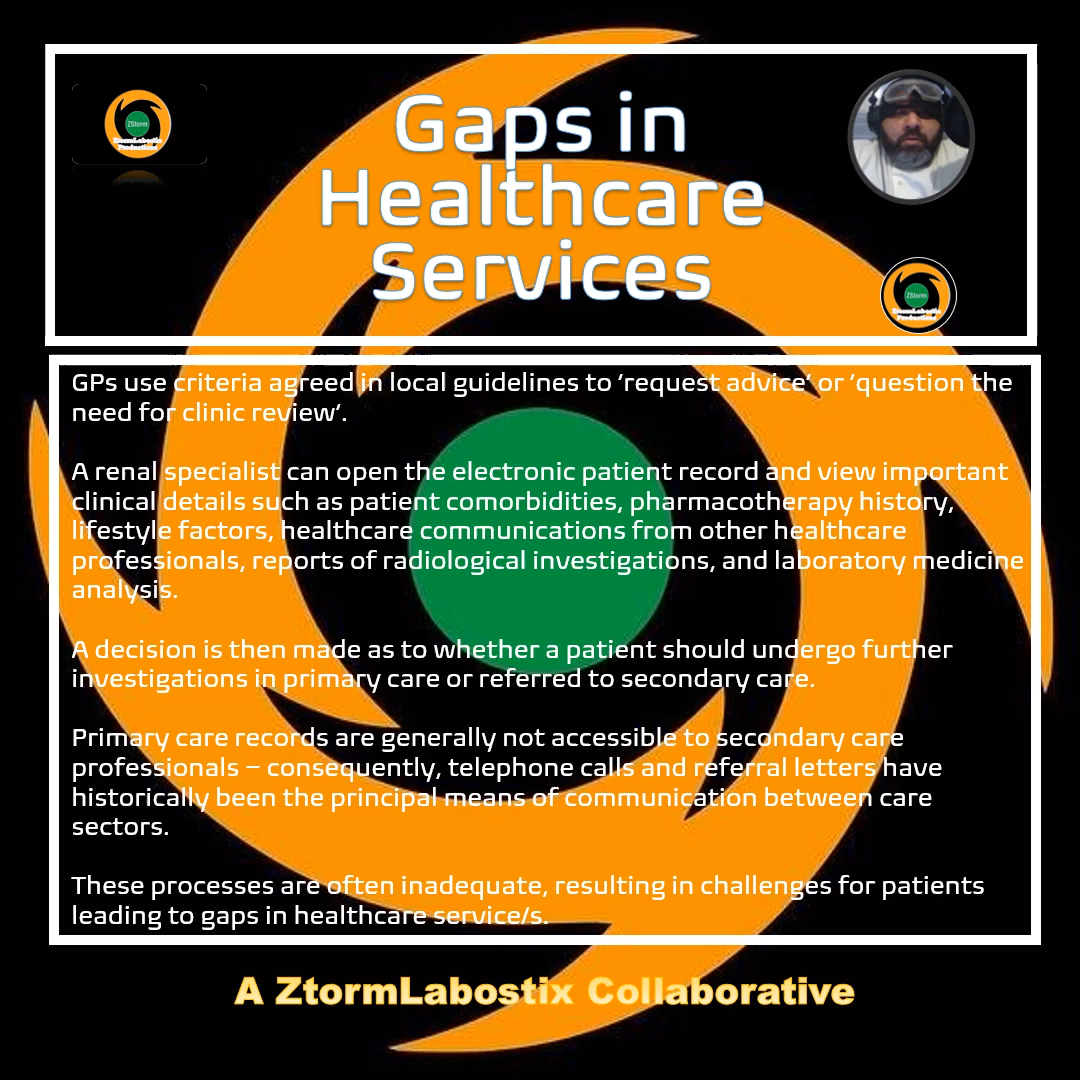 ZStorm
ZtormLabostix
Productions
Gaps in
Healthcare
Services
ZStorm
ZtormLabostix
Productions
GPs use criteria agreed in local guidelines to ‘request advice’ or ‘question the
need for clinic review’.
A renal specialist can open the electronic patient record and view important
clinical details such as patient comorbidities, pharmacotherapy history,
lifestyle factors, healthcare communications from other healthcare
professionals, reports of radiological investigations, and laboratory medicine
analysis.
A decision is then made as to whether a patient should undergo further
investigations in primary care or referred to secondary care.
Primary care records are generally not accessible to secondary care
professionals – consequently, telephone calls and referral letters have
historically been the principal means of communication between care
sectors.
These processes are often inadequate, resulting in challenges for patients
leading to gaps in healthcare service/s.
A ZtormLabostix Collaborative